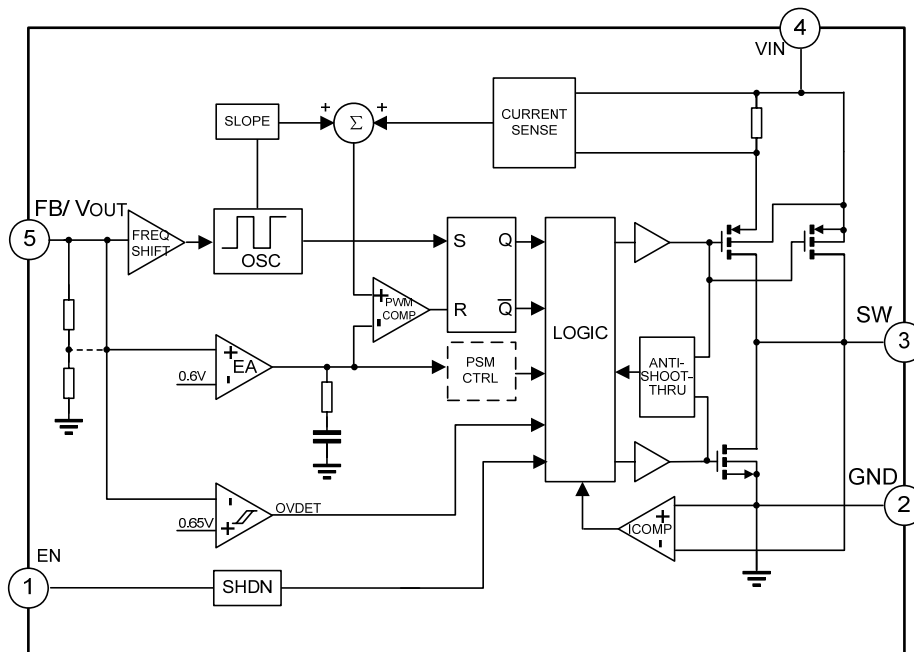 4
VIN
SLOPE
+
Σ
+
CURRENT
SENSE
FB/ VOUT
5
FREQ
SHIFT
OSC
S
Q
R
Q̅
+
-
PWM
COMP
LOGIC
SW
3
ANTI-
SHOOT-
THRU
PSM
CTRL
+
-
EA
0.6V
GND
2
-
+
0.65V
OVDET
+
-
ICOMP
EN
1
SHDN